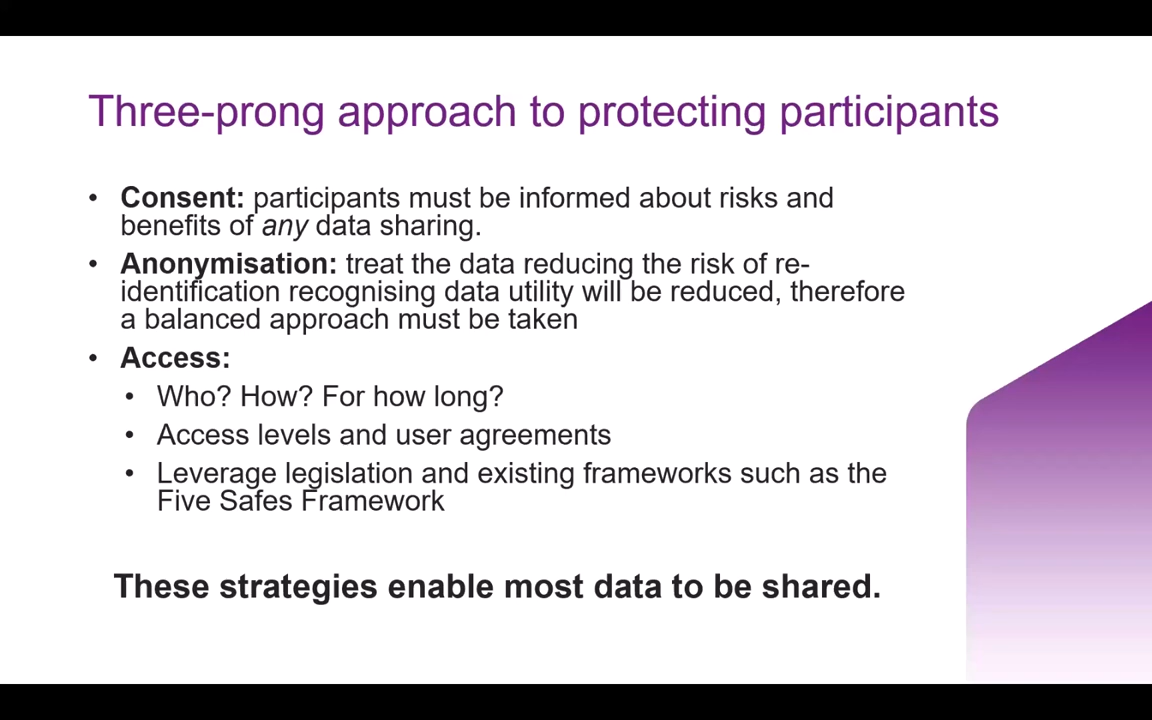 Three-prong approach to protecting participants
• Consent: participants must be informed about risks and
benefits of any data sharing.
• Anonymisation: treat the data reducing the risk of re-
identification recognising data utility will be reduced, therefore
a balanced approach must be taken
• Access:
• Who? How? For how long?
• Access levels and user agreements
• Leverage legislation and existing frameworks such as the
Five Safes Framework
These strategies enable most data to be shared.